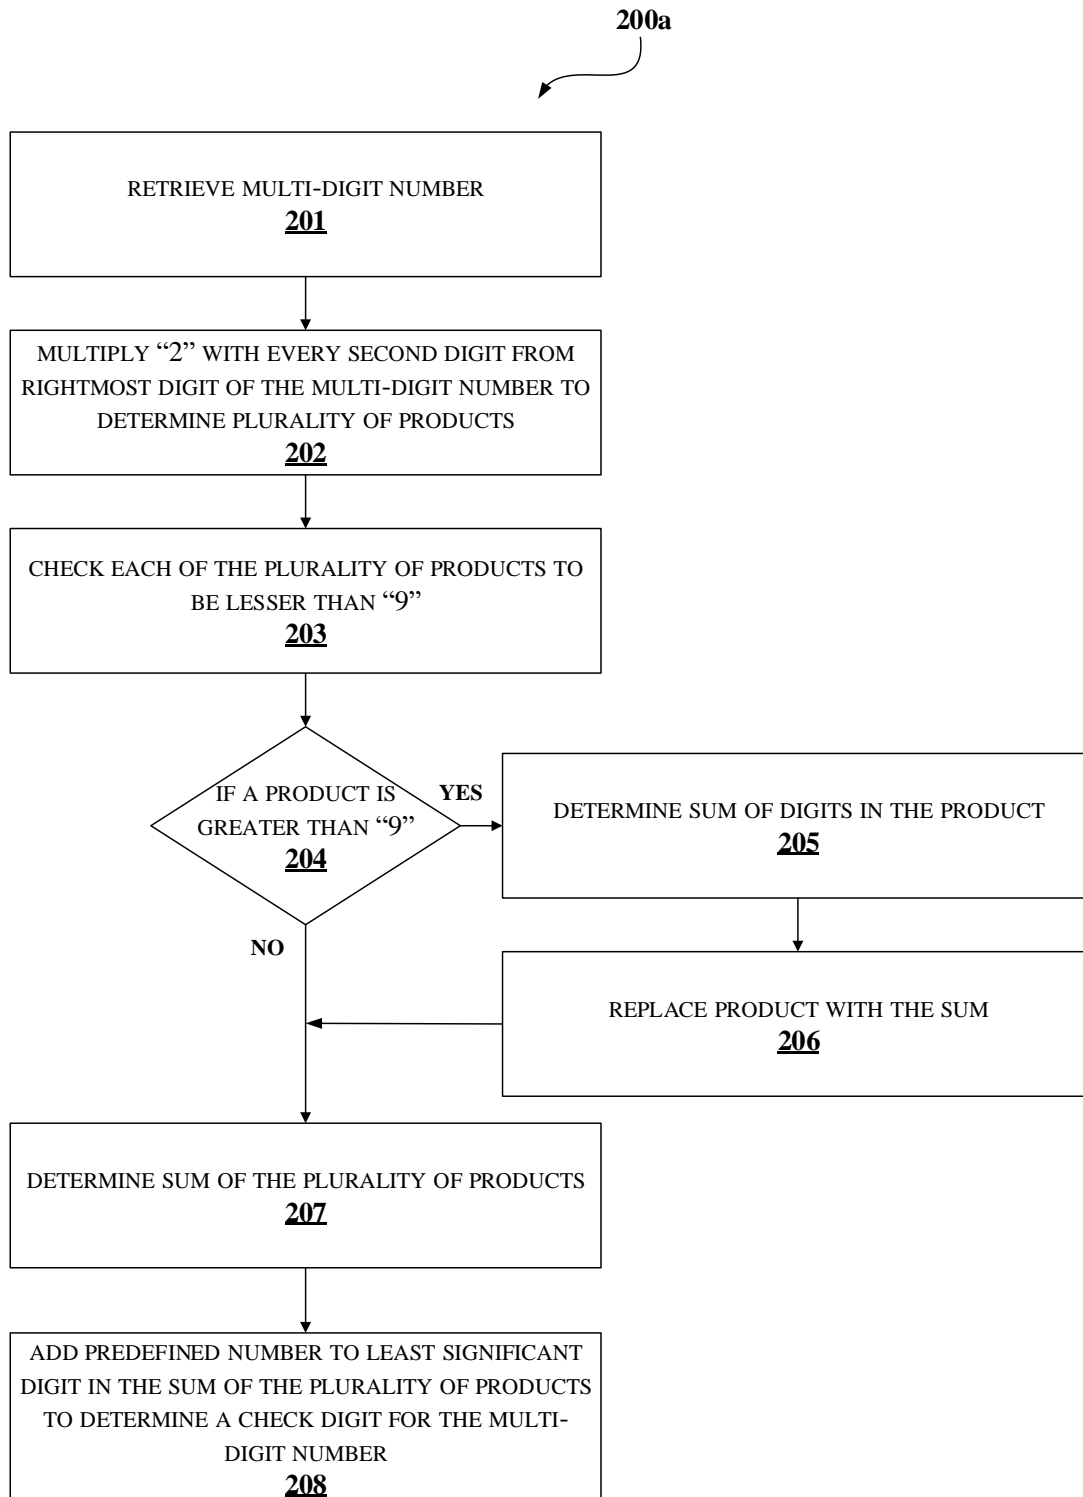 200a
RETRIEVE MULTI-DIGIT NUMBER
201
MULTIPLY “2” WITH EVERY SECOND DIGIT FROM
RIGHTMOST DIGIT OF THE MULTI-DIGIT NUMBER TO
DETERMINE PLURALITY OF PRODUCTS
202
CHECK EACH OF THE PLURALITY OF PRODUCTS TO
BE LESSER THAN “9”
203
IF A PRODUCT IS
GREATER THAN “9”
204
YES
DETERMINE SUM OF DIGITS IN THE PRODUCT
205
NO
REPLACE PRODUCT WITH THE SUM
206
DETERMINE SUM OF THE PLURALITY OF PRODUCTS
207
ADD PREDEFINED NUMBER TO LEAST SIGNIFICANT
DIGIT IN THE SUM OF THE PLURALITY OF PRODUCTS
TO DETERMINE A CHECK DIGIT FOR THE MULTI-
DIGIT NUMBER
208